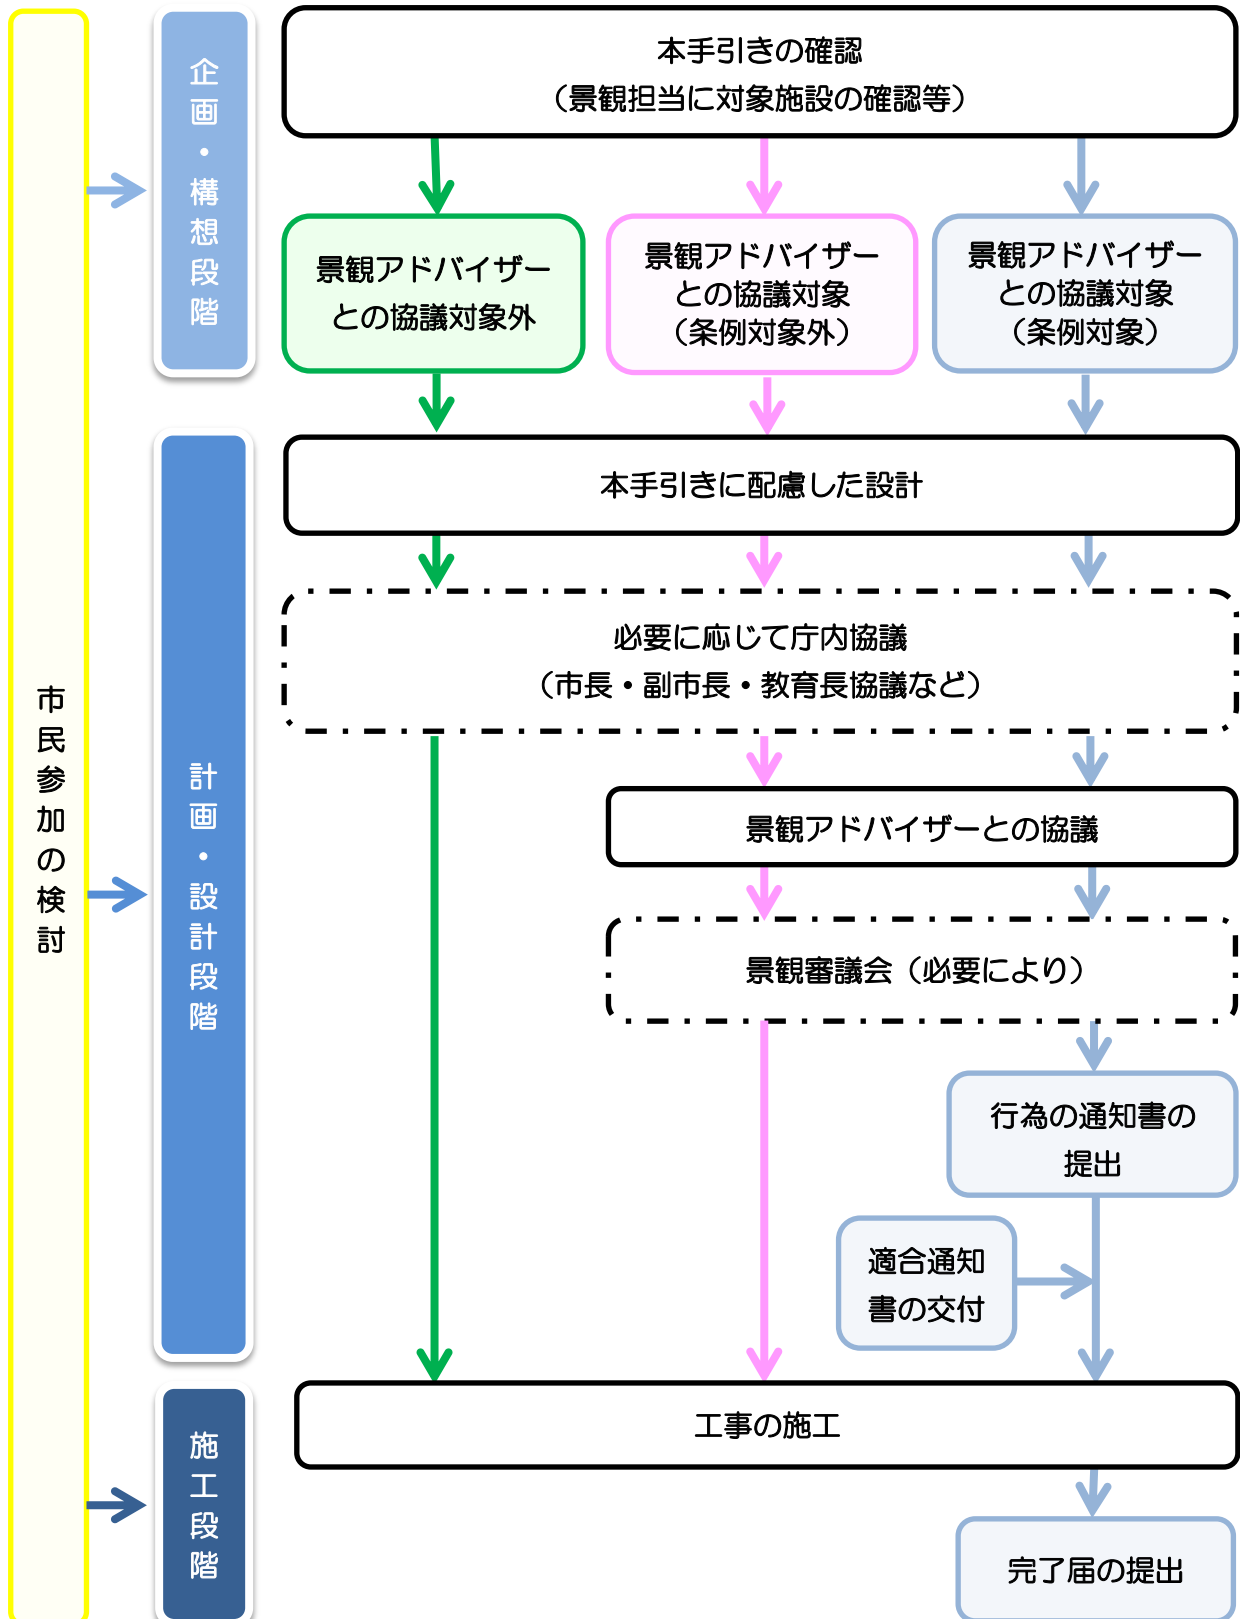 市民参加の検討
企画・構想段階
本手引きの確認
（景観担当に対象施設の確認等）
景観アドバイザー
との協議対象外
景観アドバイザー
との協議対象
（条例対象外）
景観アドバイザー
との協議対象
（条例対象）
計画・設計段階
本手引きに配慮した設計
必要に応じて庁内協議
（市長・副市長・教育長協議など）
景観アドバイザーとの協議
景観審議会（必要により）
行為の通知書の
提出
適合通知
書の交付
施工段階
工事の施工
完了届の提出